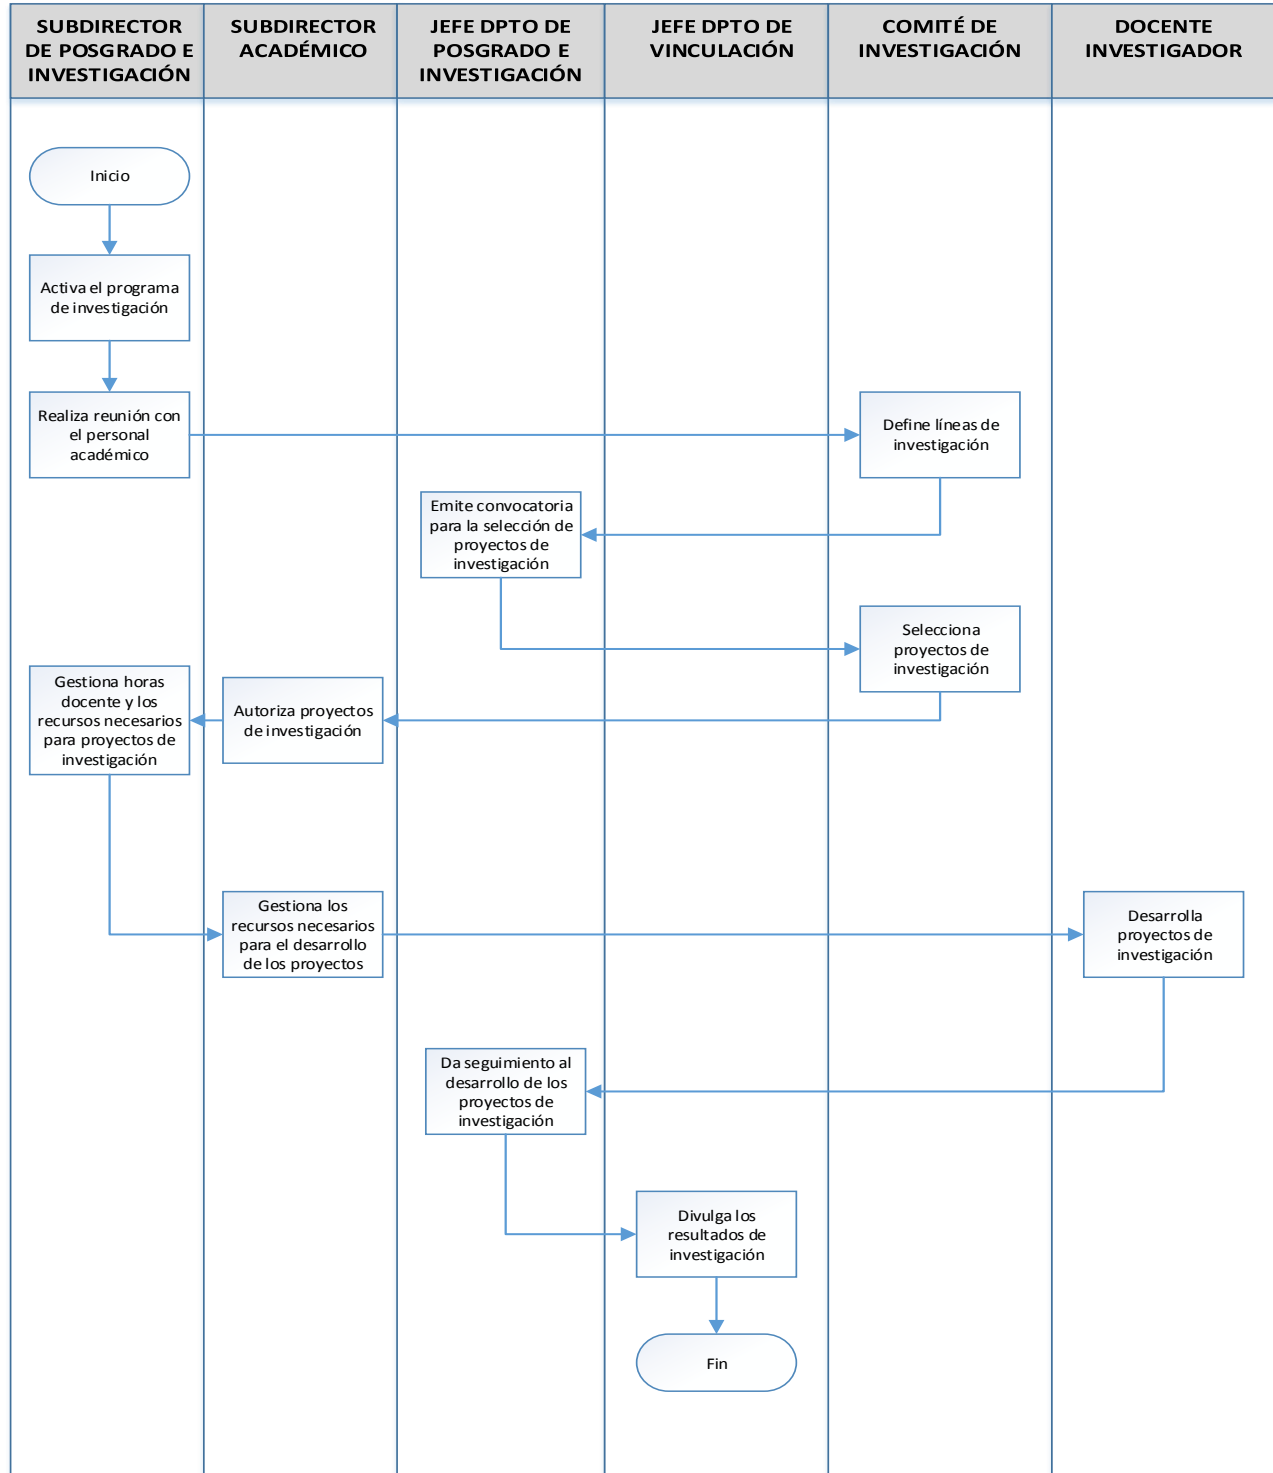 SUBDIRECTOR
DE POSGRADO E
INVESTIGACIÓN
SUBDIRECTOR
ACADÉMICO
JEFE DPTO DE
POSGRADO E
INVESTIGACIÓN
JEFE DPTO DE
VINCULACIÓN
COMITÉ DE
INVESTIGACIÓN
DOCENTE
INVESTIGADOR
Inicio
Activa el programa
de investigación
Realiza reunión con
el personal
académico
Define líneas de
investigación
Emite convocatoria
para la selección de
proyectos de
investigación
Selecciona
proyectos de
investigación
Autoriza proyectos
de investigación
Gestiona horas
docente y los
recursos necesarios
para proyectos de
investigación
Gestiona los
recursos necesarios
para el desarrollo
de los proyectos
Desarrolla
proyectos de
investigación
Da seguimiento al
desarrollo de los
proyectos de
investigación
Divulga los
resultados de
investigación
Fin